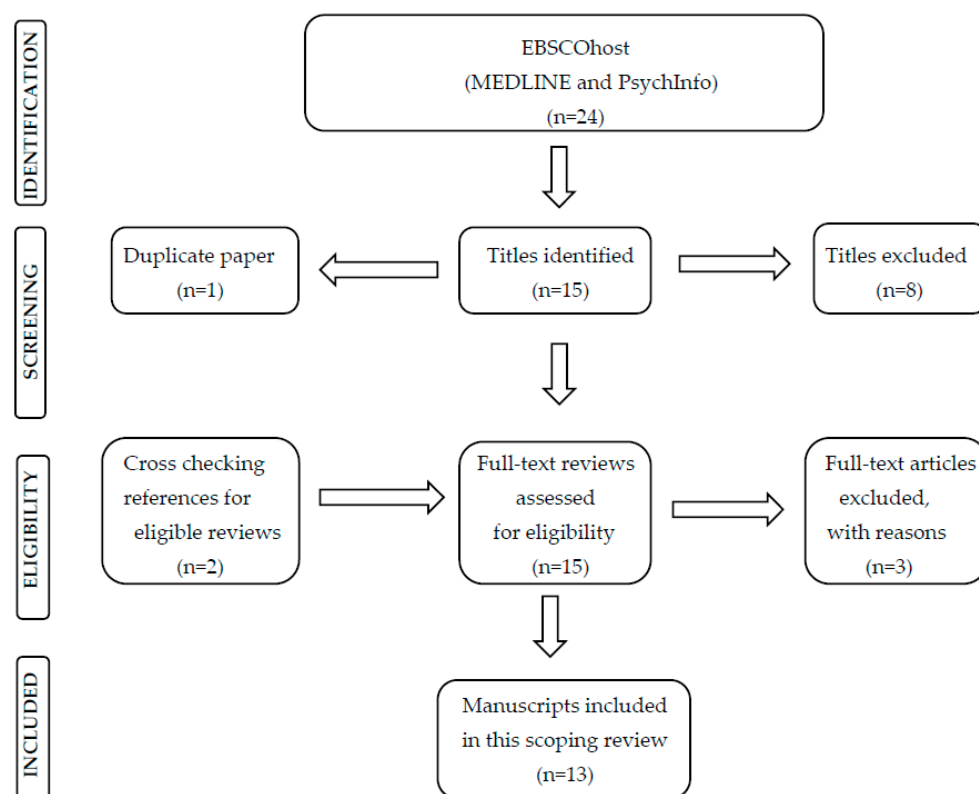 IDENTIFICATION
EBSCOhost
(MEDLINE and PsychInfo)
(n=24)
SCREENING
Duplicate paper
(n=1)
Titles identified
(n=15)
Titles excluded
(n=8)
ELIGIBILITY
Cross checking
references for
eligible reviews
(n=2)
Full-text reviews
assessed
for eligibility
(n=15)
Full-text articles
excluded,
with reasons
(n=3)
INCLUDED
Manuscripts included
in this scoping review
(n=13)